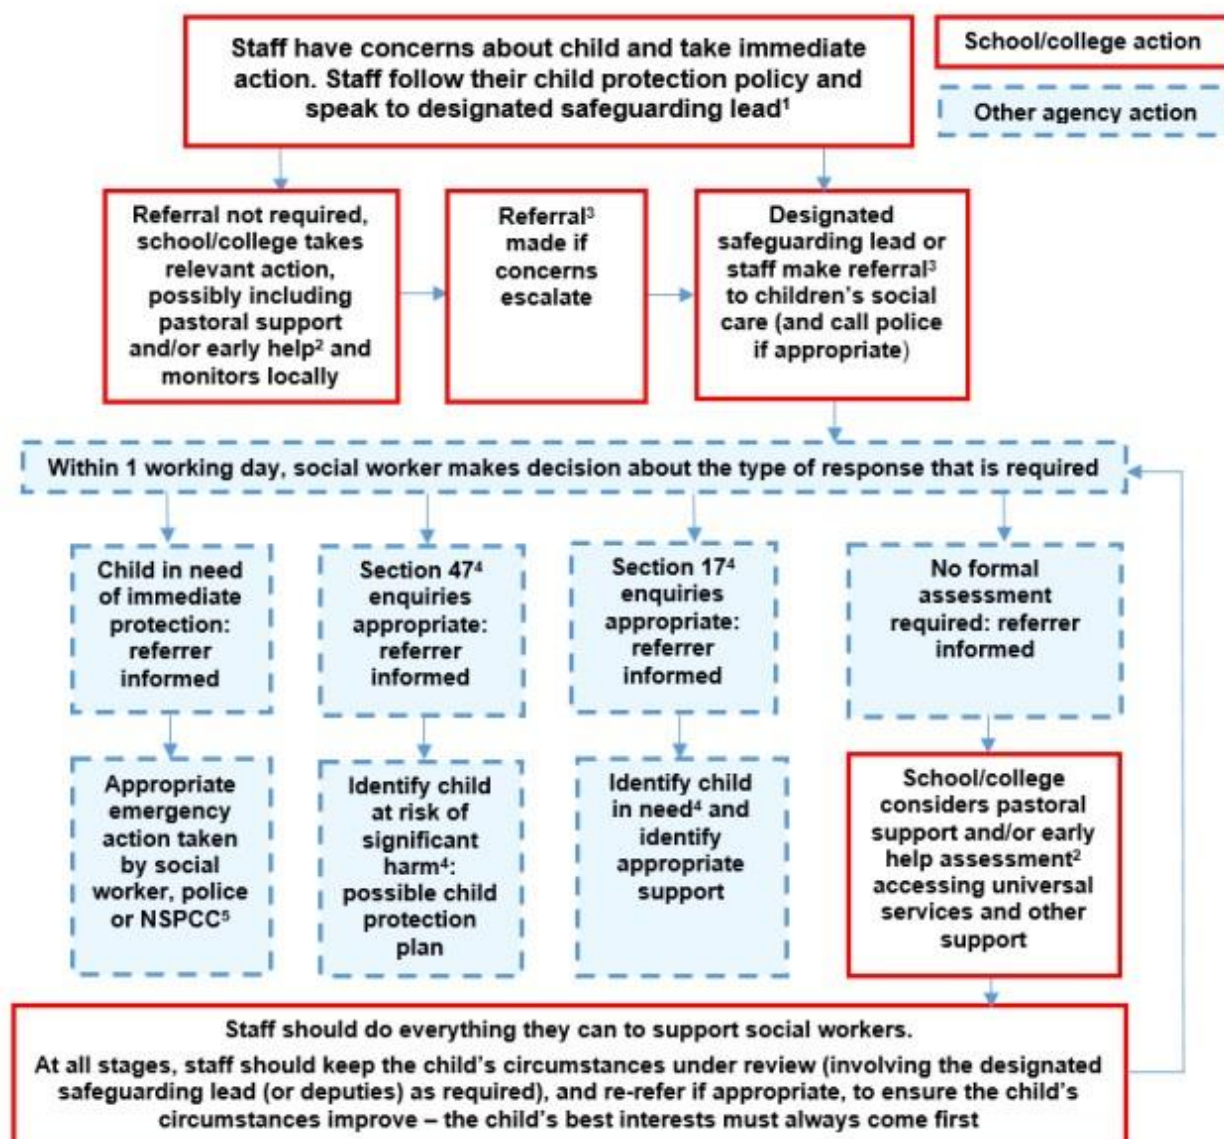 Staff have concerns about child and take immediate
action. Staff follow their child protection policy and
speak to designated safeguarding lead¹
School/college action
Other agency action
Referral not required,
school/college takes
relevant action,
possibly including
pastoral support
and/or early help² and
monitors locally
Referral³
made if
concerns
escalate
Designated
safeguarding lead or
staff make referral³
to children's social
care (and call police
if appropriate)
Within 1 working day, social worker makes decision about the type of response that is required
Child in need
of immediate
protection:
referrer
informed
Section 47⁴
enquiries
appropriate:
referrer
informed
Section 17⁴
enquiries
appropriate:
referrer
informed
No formal
assessment
required: referrer
informed
Appropriate
emergency
action taken
by social
worker, police
or NSPCC⁵
Identify child
at risk of
significant
harm⁴:
possible child
protection
plan
Identify child
in need⁴ and
identify
appropriate
support
School/college
considers pastoral
support and/or early
help assessment²
accessing universal
services and other
support
Staff should do everything they can to support social workers.
At all stages, staff should keep the child's circumstances under review (involving the designated
safeguarding lead (or deputies) as required), and re-refer if appropriate, to ensure the child's
circumstances improve – the child's best interests must always come first